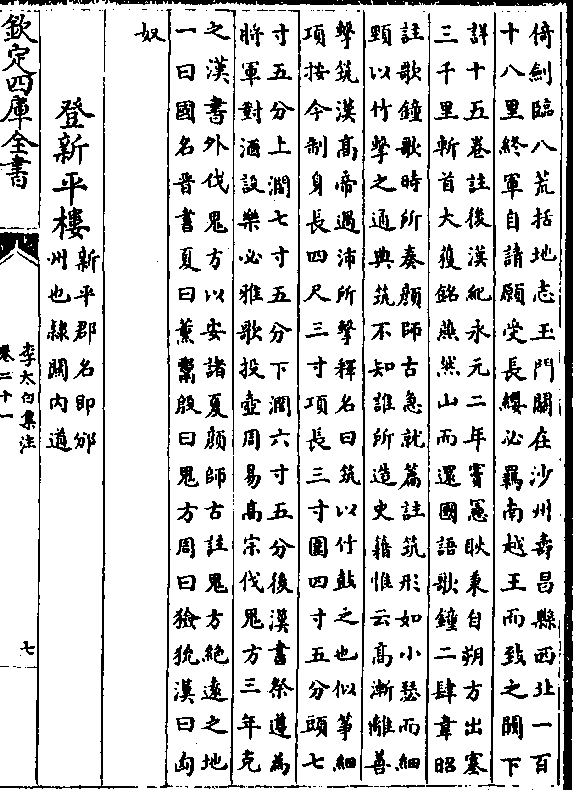 倚劍臨八荒括地志玉門關在沙州壽昌縣西北一百
十八里終軍自請願受長纓必羈南越王而致之闕下
詳十五卷註後漢紀永元二年竇憲耿秉自朔方出塞
三千里斬首大獲銘燕然山而還國語歌鐘二肆韋昭
註歌鐘歌時所奏顔師古急就篇註筑形如小瑟而細
頸以竹擊之通典筑不知誰所造史籍惟云髙漸離善
擊筑漢髙帝過沛所擊釋名曰筑以竹鼓之也似箏細
項按今制身長四尺三寸項長三寸圍四寸五分頭七
寸五分上濶七寸五分下濶六寸五分後漢書祭遵為
將軍對酒設樂必雅歌投壺周易髙宗伐鬼方三年克
之漢書外伐鬼方以安諸夏顔師古註鬼方絶遠之地
一曰國名晉書夏曰薰鬻殷曰鬼方周曰獫狁漢曰匈
奴
登新平樓
新平郡名即邠
州也隸關内道
欽定四庫全書
李太白集注
卷二十一
七